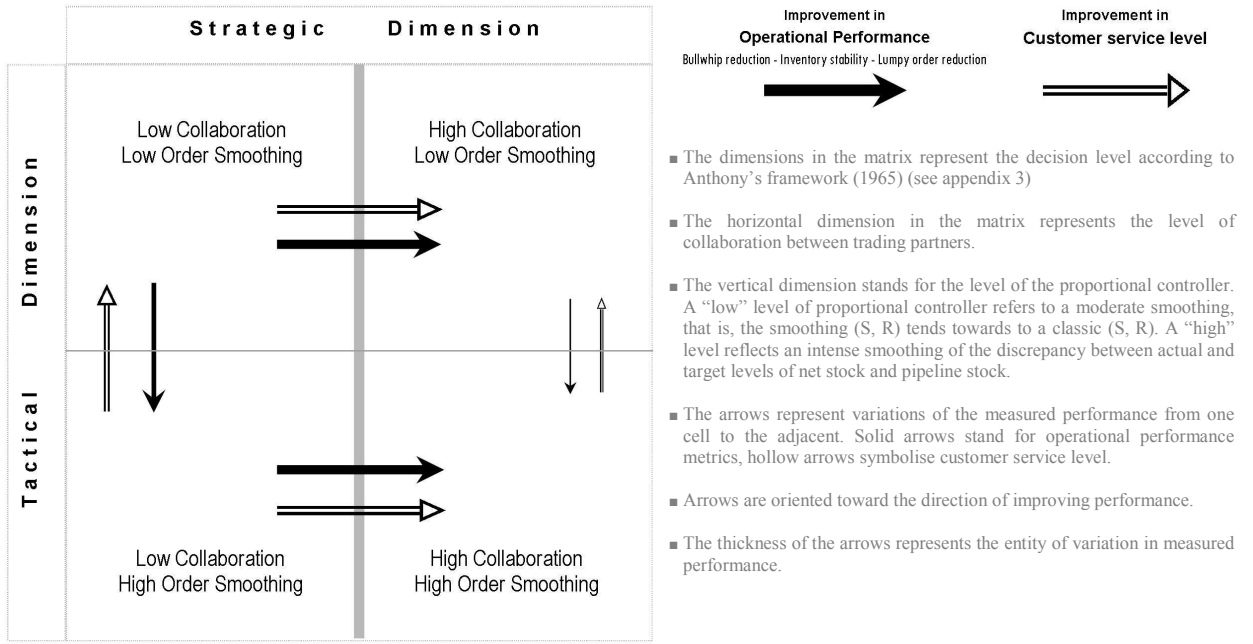 Strategic Dimension
Tactical Dimension
Low Collaboration
Low Order Smoothing
High Collaboration
Low Order Smoothing
Low Collaboration
High Order Smoothing
High Collaboration
High Order Smoothing
Improvement in
Operational Performance
Bullwhip reduction - Inventory stability - Lumpy order reduction
Improvement in
Customer service level
■ The dimensions in the matrix represent the decision level according to
Anthony's framework (1965) (see appendix 3)
■ The horizontal dimension in the matrix represents the level of
collaboration between trading partners.
■ The vertical dimension stands for the level of the proportional controller.
A “low” level of proportional controller refers to a moderate smoothing,
that is, the smoothing (S, R) tends towards to a classic (S, R). A “high”
level reflects an intense smoothing of the discrepancy between actual and
target levels of net stock and pipeline stock.
■ The arrows represent variations of the measured performance from one
cell to the adjacent. Solid arrows stand for operational performance
metrics, hollow arrows symbolise customer service level.
■ Arrows are oriented toward the direction of improving performance.
■ The thickness of the arrows represents the entity of variation in measured
performance.